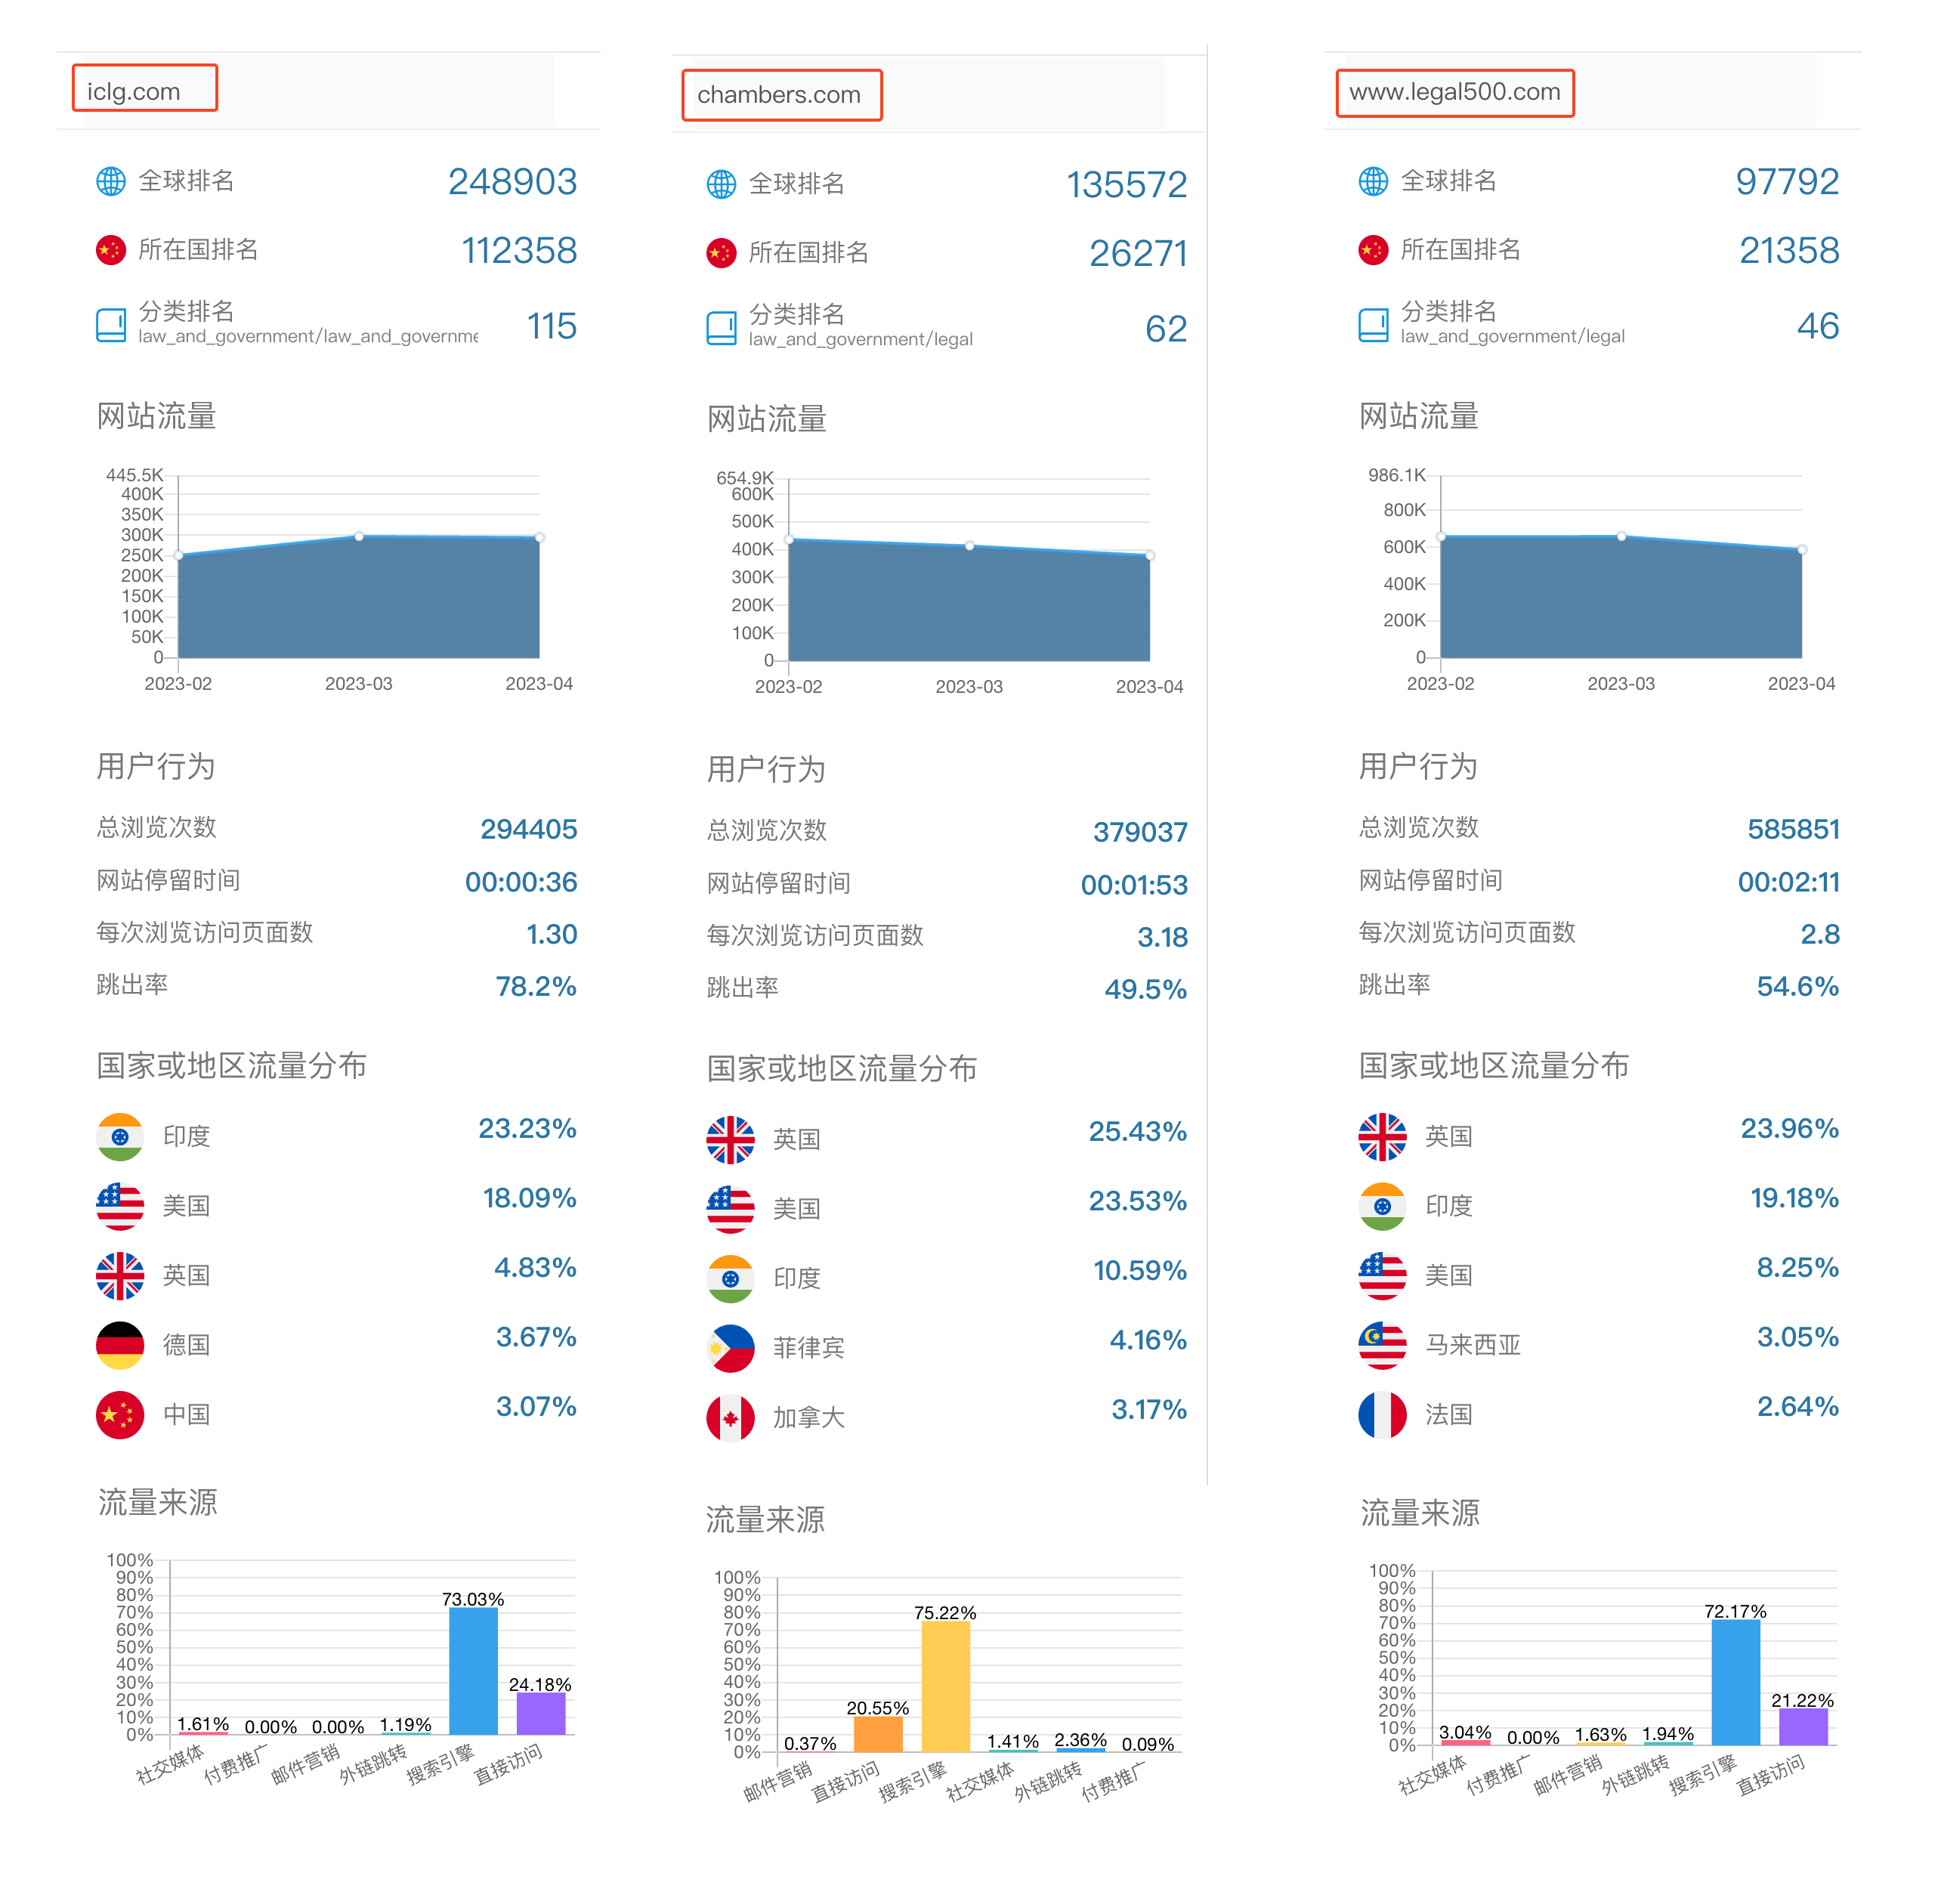 iclg.com
全球排名
248903
所在国排名
112358
分类排名
law_and_government/law_and_governme
115
网站流量
445.5K
400K
350K
300K
250K
200K
150K
100K
50K
0
2023-02 2023-03 2023-04
用户行为
总浏览次数 294405
网站停留时间 00:00:36
每次浏览访问页面数 1.30
跳出率 78.2%
国家或地区流量分布
印度 23.23%
美国 18.09%
英国 4.83%
德国 3.67%
中国 3.07%
流量来源
100%
90%
80%
70%
60%
50%
40%
30%
20%
10%
0%
1.61% 0.00% 0.00% 1.19% 73.03% 24.18%
社交媒体 付费推广 邮件营销 外链跳转 搜索引擎 直接访问
chambers.com
全球排名
135572
所在国排名
26271
分类排名
law_and_government/legal
62
网站流量
654.9K
600K
500K
400K
300K
200K
100K
0
2023-02 2023-03 2023-04
用户行为
总浏览次数 379037
网站停留时间 00:01:53
每次浏览访问页面数 3.18
跳出率 49.5%
国家或地区流量分布
英国 25.43%
美国 23.53%
印度 10.59%
菲律宾 4.16%
加拿大 3.17%
流量来源
100%
90%
80%
70%
60%
50%
40%
30%
20%
10%
0%
0.37% 20.55% 75.22% 1.41% 2.36% 0.09%
邮件营销 直接访问 搜索引擎 社交媒体 外链跳转 付费推广
www.legal500.com
全球排名
97792
所在国排名
21358
分类排名
law_and_government/legal
46
网站流量
986.1K
800K
600K
400K
200K
0
2023-02 2023-03 2023-04
用户行为
总浏览次数 585851
网站停留时间 00:02:11
每次浏览访问页面数 2.8
跳出率 54.6%
国家或地区流量分布
英国 23.96%
印度 19.18%
美国 8.25%
马来西亚 3.05%
法国 2.64%
流量来源
100%
90%
80%
70%
60%
50%
40%
30%
20%
10%
0%
3.04% 0.00% 1.63% 1.94% 72.17% 21.22%
社交媒体 付费推广 邮件营销 外链跳转 搜索引擎 直接访问